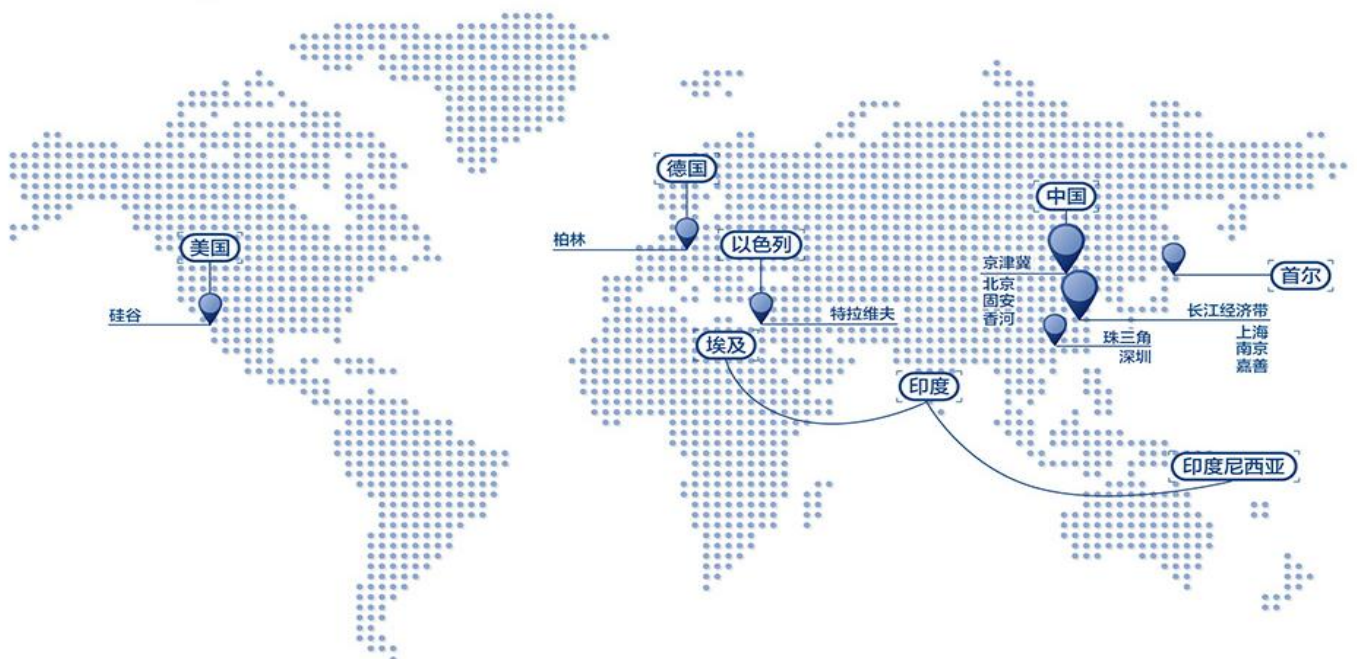 德国
中国
柏林
以色列
美国
京津冀
首尔
北京
固安
香河
硅谷
特拉维夫
长江经济带
上海
南京
嘉善
珠三角
深圳
埃及
印度
印度尼西亚